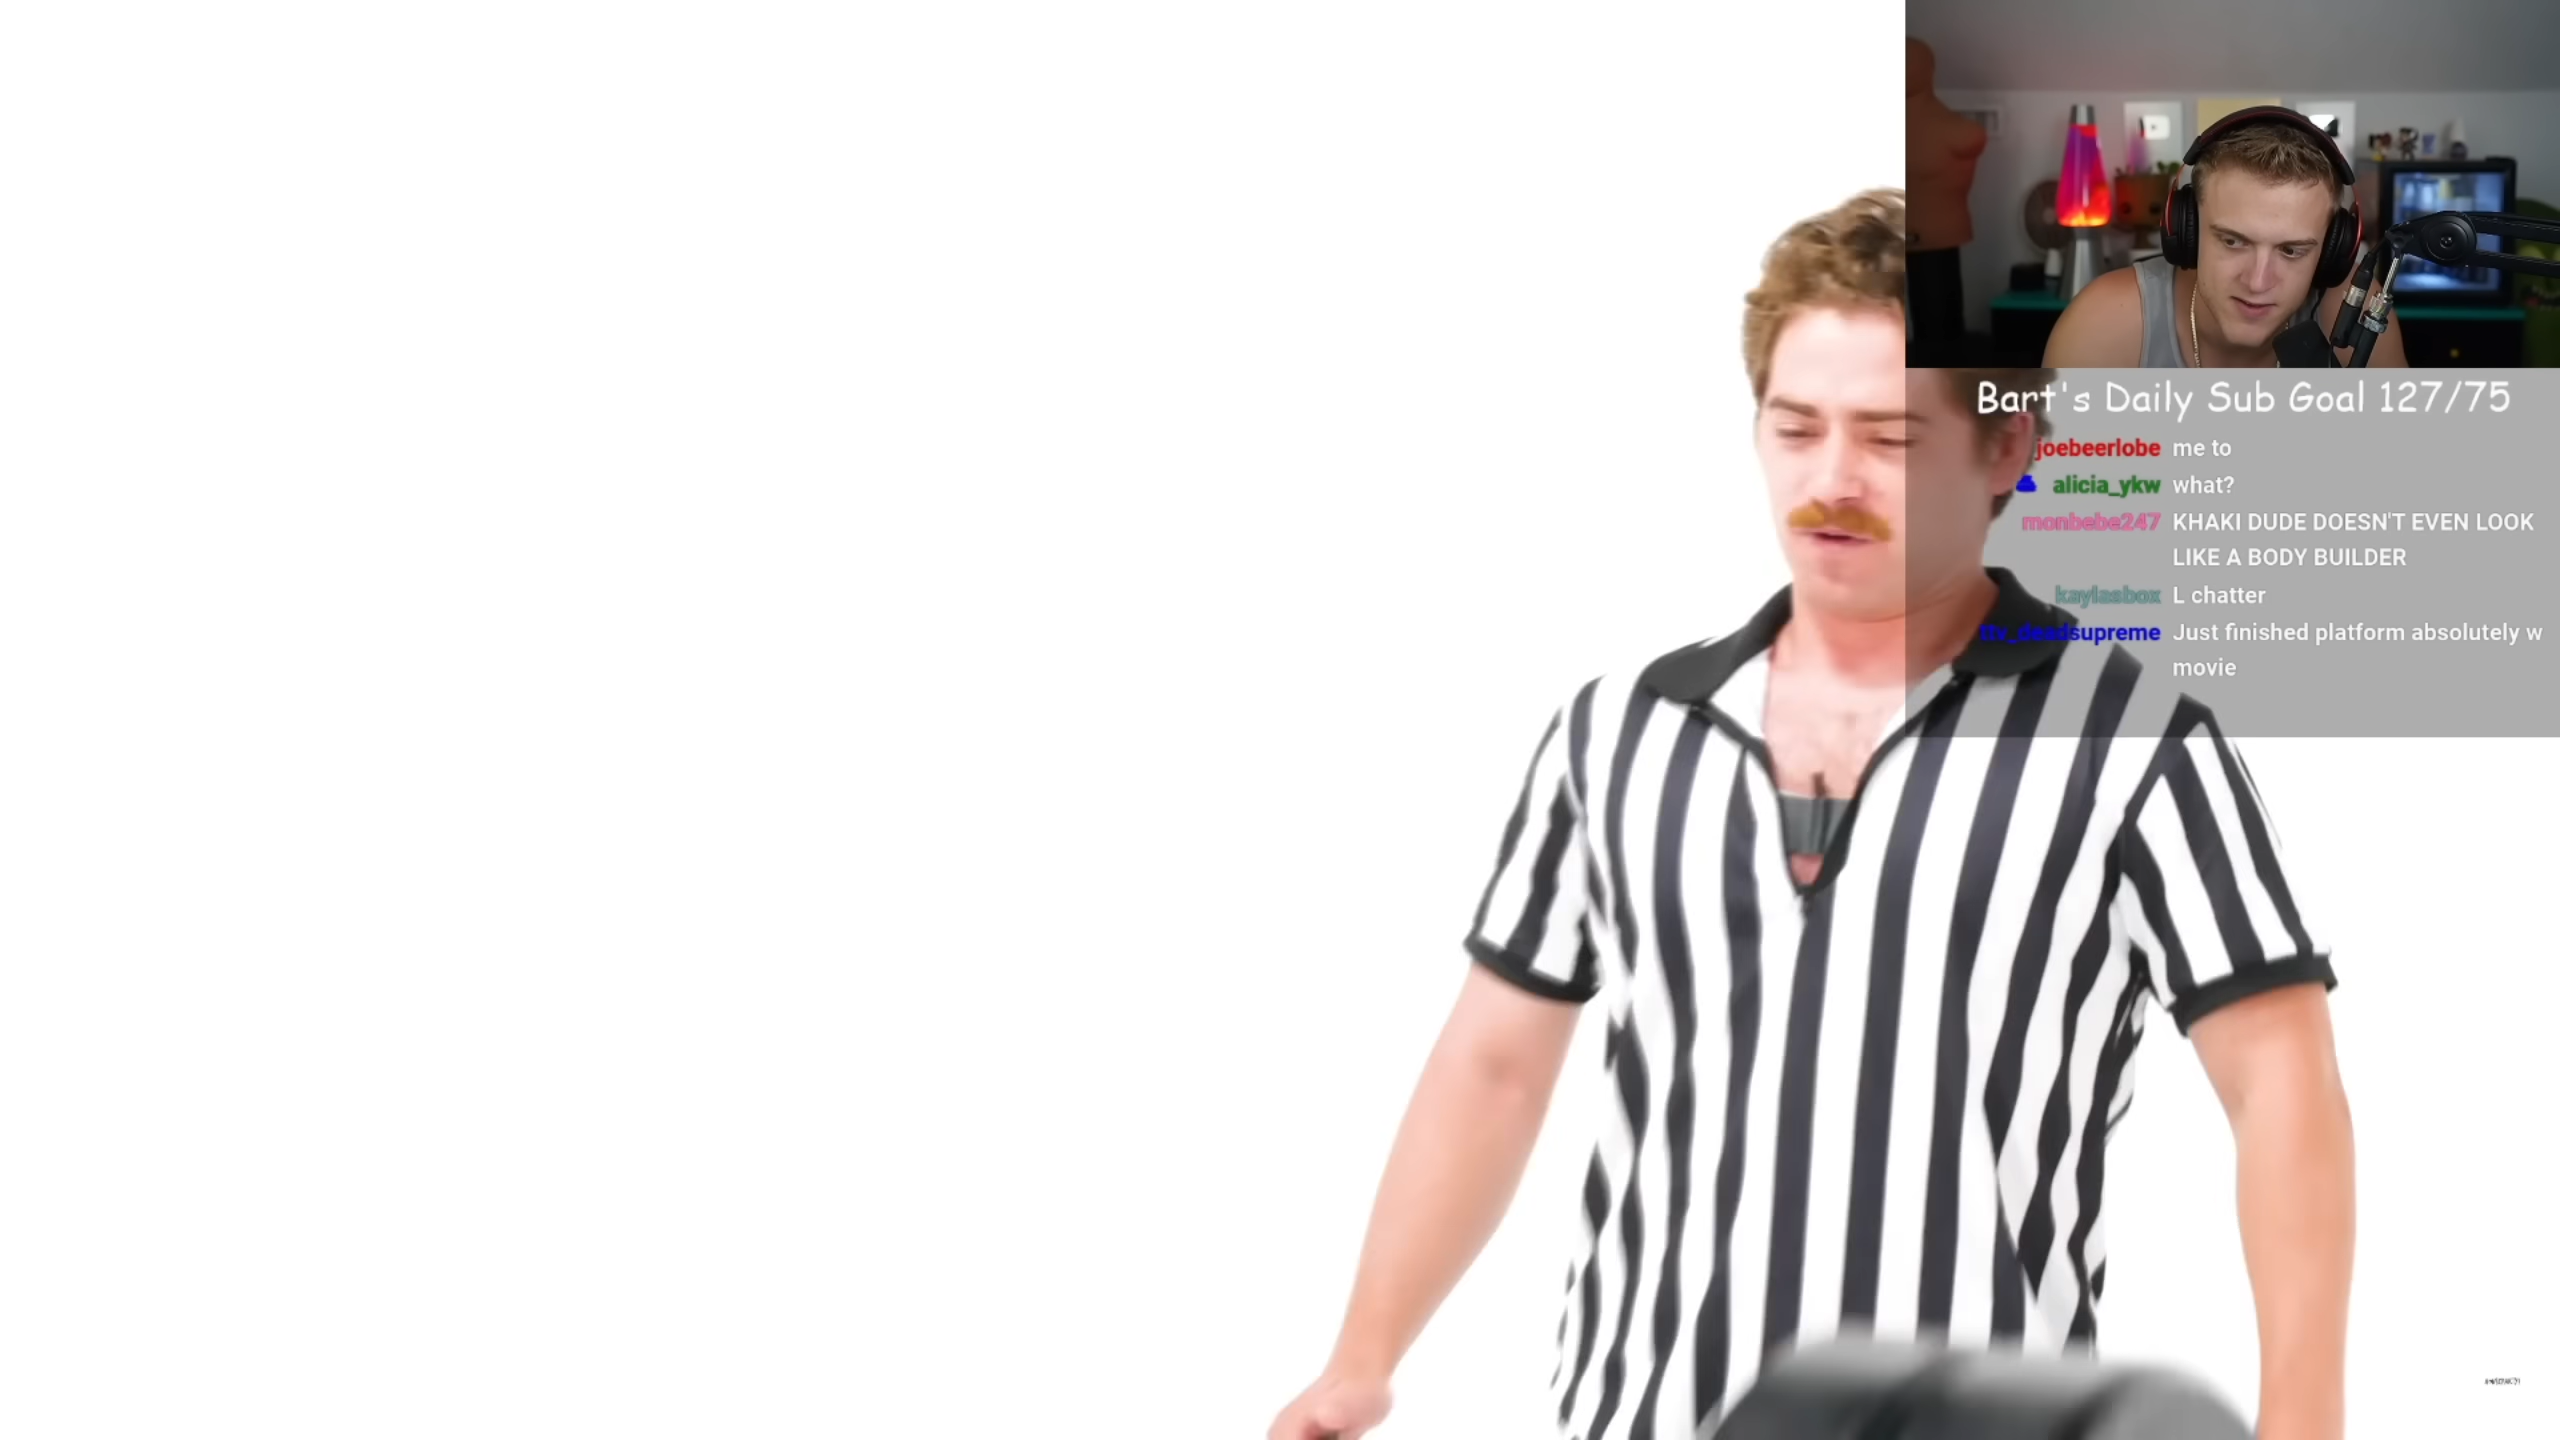 Bart's Daily Sub Goal 127/75
joebeerlobe me to
alicia_ykw what?
monbebe247 KHAKI DUDE DOESN'T EVEN LOOK
LIKE A BODY BUILDER
kaylasbox L chatter
ttv_deadsupreme Just finished platform absolutely w
movie